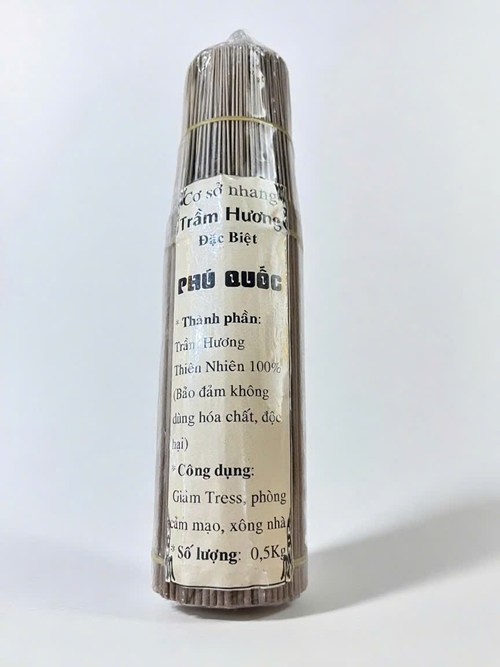 Cơ sở nhang
Trầm Hương
Đặc Biệt
PHÚ QUỐC
* Thành phần:
Trầm Hương
Thiên Nhiên 100%
(Bảo đảm không
dùng hóa chất, độc
hại)
* Công dụng:
Giảm Tress, phòng
cảm mạo, xông nhà
* Số lượng: 0,5Kg